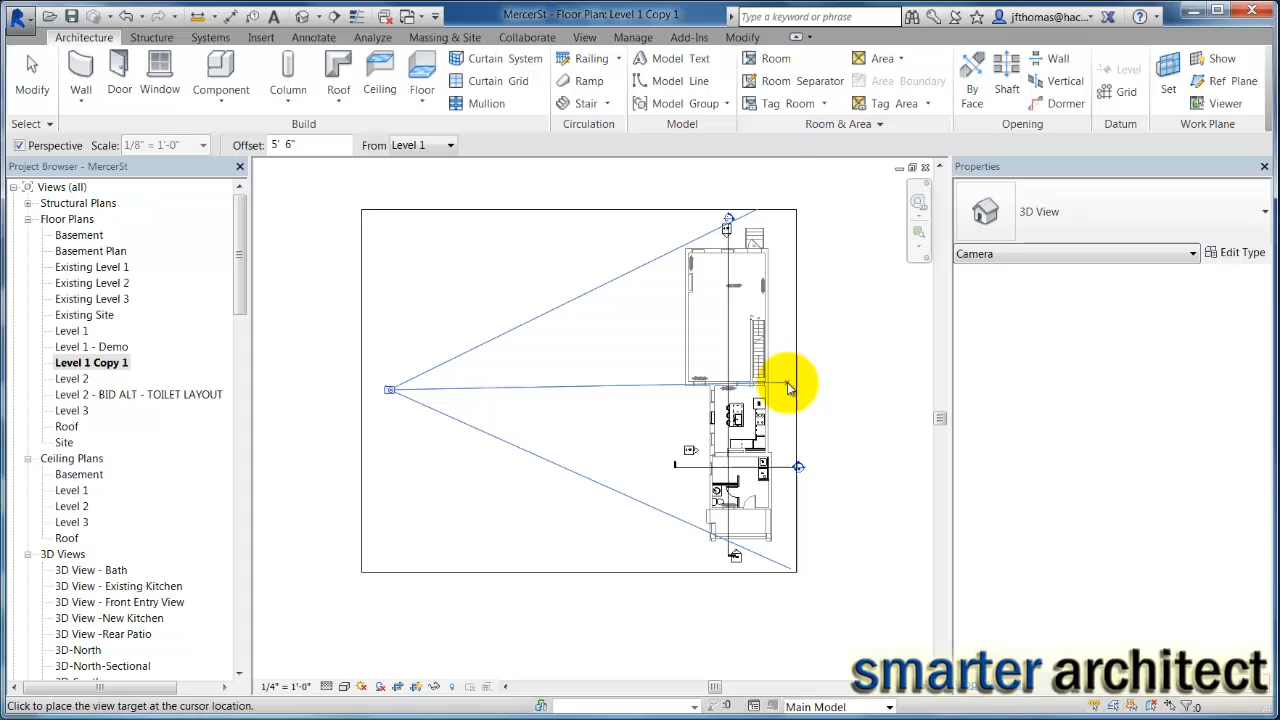 MercerSt - Floor Plan: Level 1 Copy 1
Type a keyword or phrase
jfthomas@hac...
Architecture Structure Systems Insert Annotate Analyze Massing & Site Collaborate View Manage Add-Ins Modify
Modify
Wall
Door
Window
Component
Column
Roof
Ceiling
Floor
Curtain System
Curtain Grid
Mullion
Railing
Ramp
Stair
Model Text
Model Line
Model Group
Room
Room Separator
Tag Room
Area
Area Boundary
Tag Area
By Face
Shaft
Wall
Vertical
Dormer
Level
Grid
Set
Show
Ref Plane
Viewer
Select Build Circulation Model Room & Area Opening Datum Work Plane
Perspective Scale: 1/8" = 1'-0" Offset: 5' 6" From Level 1
Project Browser - MercerSt
Views (all)
Structural Plans
Floor Plans
Basement
Basement Plan
Existing Level 1
Existing Level 2
Existing Level 3
Existing Site
Level 1
Level 1 - Demo
Level 1 Copy 1
Level 2
Level 2 - BID ALT - TOILET LAYOUT
Level 3
Roof
Site
Ceiling Plans
Basement
Level 1
Level 2
Level 3
Roof
3D Views
3D View - Bath
3D View - Existing Kitchen
3D View - Front Entry View
3D View -New Kitchen
3D View -Rear Patio
3D-North
3D-North-Sectional
Properties
3D View
Camera
Edit Type
smarter architect
1/4" = 1'-0"
Click to place the view target at the cursor location.
:0
Main Model
:0